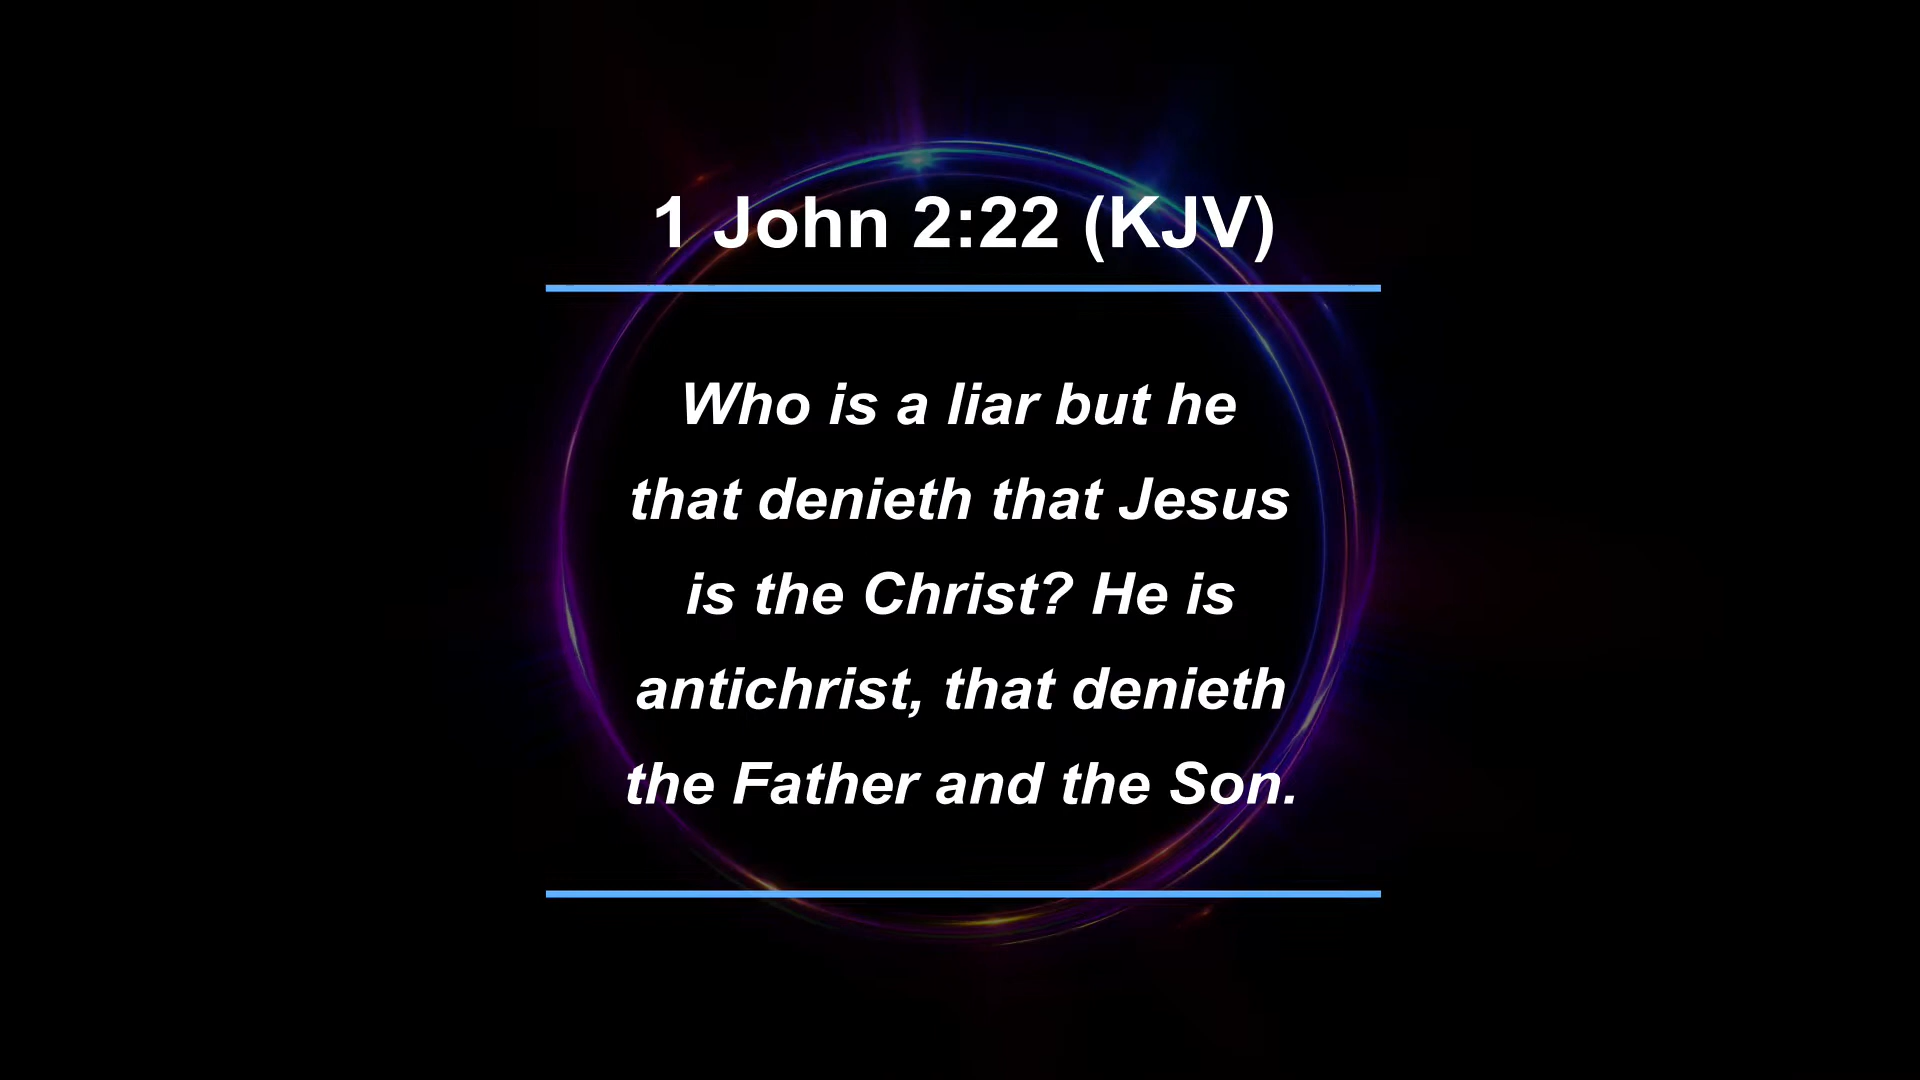 1 John 2:22 (KJV)
Who is a liar but he
that denieth that Jesus
is the Christ? He is
antichrist, that denieth
the Father and the Son.